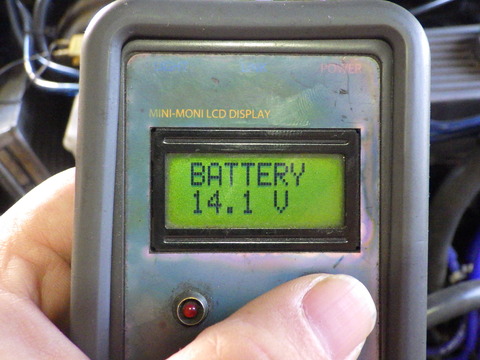 POWER
MINI-MONI LCD DISPLAY
BATTERY
14.1 V